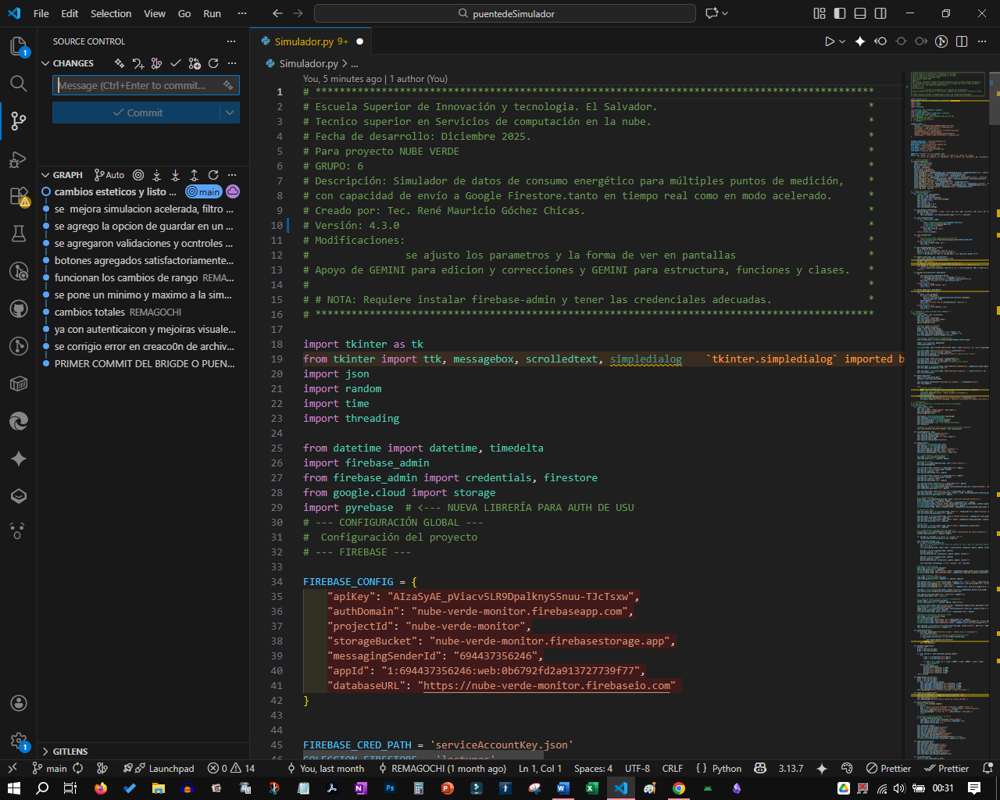 File Edit Selection View Go Run ··· puentedeSimulador
SOURCE CONTROL
CHANGES
Message (Ctrl+Enter to commit...
Commit
GRAPH Auto
cambios esteticos y listo ... main
se mejora simulacion acelerada, filtro ...
se agrego la opcion de guardar en un ...
se agregaron validaciones y ocntroles ...
botones agregados satisfactoriamente...
funcionan los cambios de rango REMA...
se pone un minimo y maximo a la sim...
cambios totales REMAGOCHI
ya con autenticaicon y mejoiras visuale...
se corrigio error en creaco0n de archiv...
PRIMER COMMIT DEL BRIGDE O PUEN...
GITLENS
Simulador.py 9+
Simulador.py > ...
You, 5 minutes ago | 1 author (You)
1 # *********************************************************************************************
2 # Escuela Superior de Innovación y tecnologia. El Salvador. *
3 # Tecnico superior en Servicios de computación en la nube. *
4 # Fecha de desarrollo: Diciembre 2025. *
5 # Para proyecto NUBE VERDE *
6 # GRUPO: 6 *
7 # Descripción: Simulador de datos de consumo energético para múltiples puntos de medición, *
8 # con capacidad de envío a Google Firestore.tanto en tiempo real como en modo acelerado. *
9 # Creado por: Tec. René Mauricio Góchez Chicas. *
10 # Versión: 4.3.0 *
11 # Modificaciones: *
12 # se ajusto los parametros y la forma de ver en pantallas *
13 # Apoyo de GEMINI para edicion y correcciones y GEMINI para estructura, funciones y clases. *
14 # *
15 # # NOTA: Requiere instalar firebase-admin y tener las credenciales adecuadas. *
16 # *********************************************************************************************
17
18 import tkinter as tk
19 from tkinter import ttk, messagebox, scrolledtext, simpledialog `tkinter.simpledialog` imported b
20 import json
21 import random
22 import time
23 import threading
24
25 from datetime import datetime, timedelta
26 import firebase_admin
27 from firebase_admin import credentials, firestore
28 from google.cloud import storage
29 import pyrebase # <--- NUEVA LIBRERÍA PARA AUTH DE USU
30 # --- CONFIGURACIÓN GLOBAL ---
31 # Configuración del proyecto
32 # --- FIREBASE ---
33
34 FIREBASE_CONFIG = {
35 "apiKey": "AIzaSyAE_pViacv5LR9Dpa1knyS5nuu-TJcTsxw",
36 "authDomain": "nube-verde-monitor.firebaseapp.com",
37 "projectId": "nube-verde-monitor",
38 "storageBucket": "nube-verde-monitor.firebasestorage.app",
39 "messagingSenderId": "694437356246",
40 "appId": "1:694437356246:web:0b6792fd2a913727739f77",
41 "databaseURL": "https://nube-verde-monitor.firebaseio.com"
42 }
43
44
45 FIREBASE_CRED_PATH = 'serviceAccountKey.json'
main Launchpad 0 14 You, last month REMAGOCHI (1 month ago) Ln 1, Col 1 Spaces: 4 UTF-8 CRLF { } Python 3.13.7 Prettier Prettier
00:31